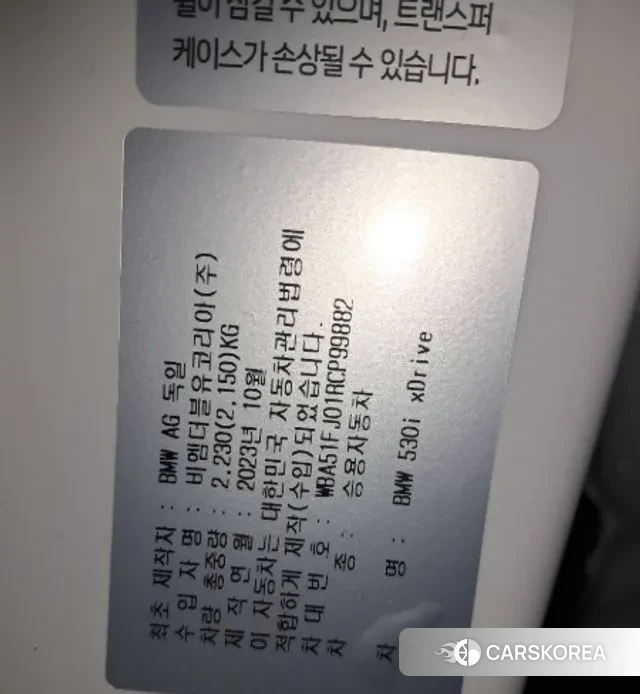 휠이 잠길 수 있으며, 트랜스퍼
케이스가 손상될 수 있습니다.
최초 제작자 : BMW AG 독일
수 입 자 명 : 비엠더블유코리아(주)
차량 총중량 : 2,230(2,150)KG
제 작 연 월 : 2023년 10월
이 자동차는 대한민국 자동차관리법령에
적합하게 제작(수입)되었습니다.
차 대 번 호 : WBA51FJ01RCP99882
차 종 : 승용자동차
차 명 : BMW 530i xDrive
CARSKOREA